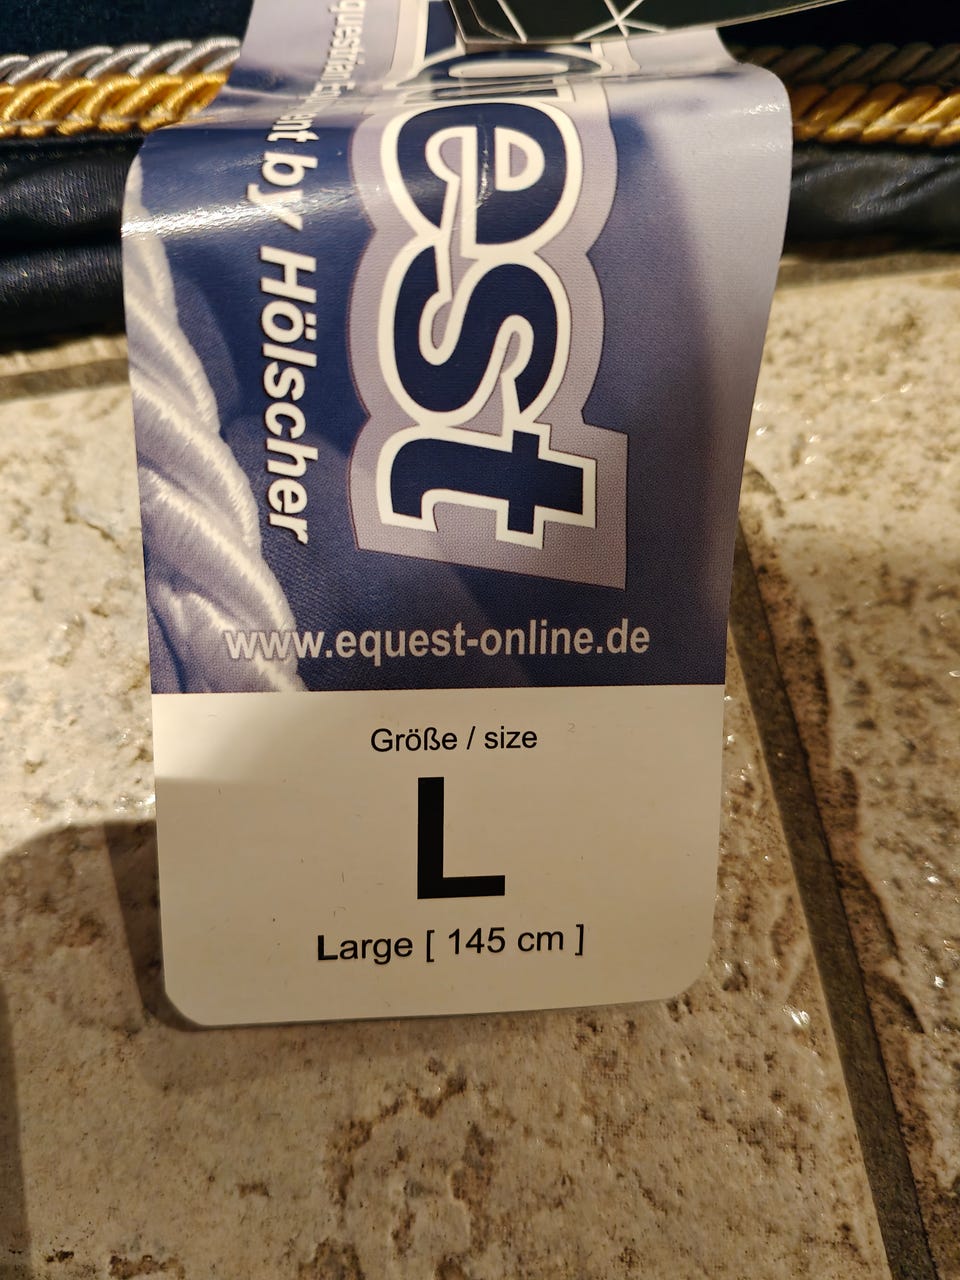 est
by Hölscher
www.equest-online.de
Größe / size
L
Large [ 145 cm ]